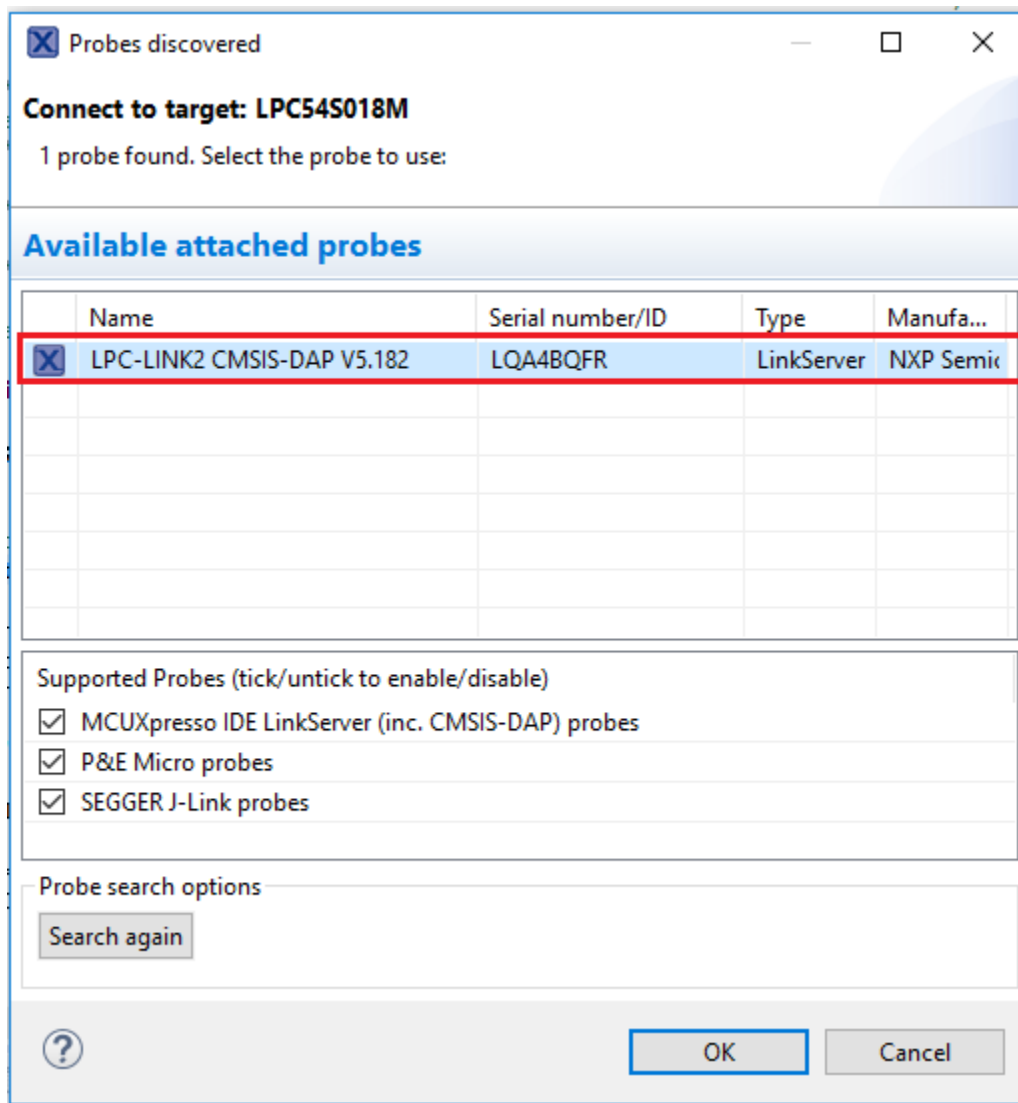 Probes discovered
Connect to target: LPC54S018M
1 probe found. Select the probe to use:
Available attached probes
Name Serial number/ID Type Manufa...
LPC-LINK2 CMSIS-DAP V5.182 LQA4BQFR LinkServer NXP Semic
Supported Probes (tick/untick to enable/disable)
MCUXpresso IDE LinkServer (inc. CMSIS-DAP) probes
P&E Micro probes
SEGGER J-Link probes
Probe search options
Search again
OK Cancel